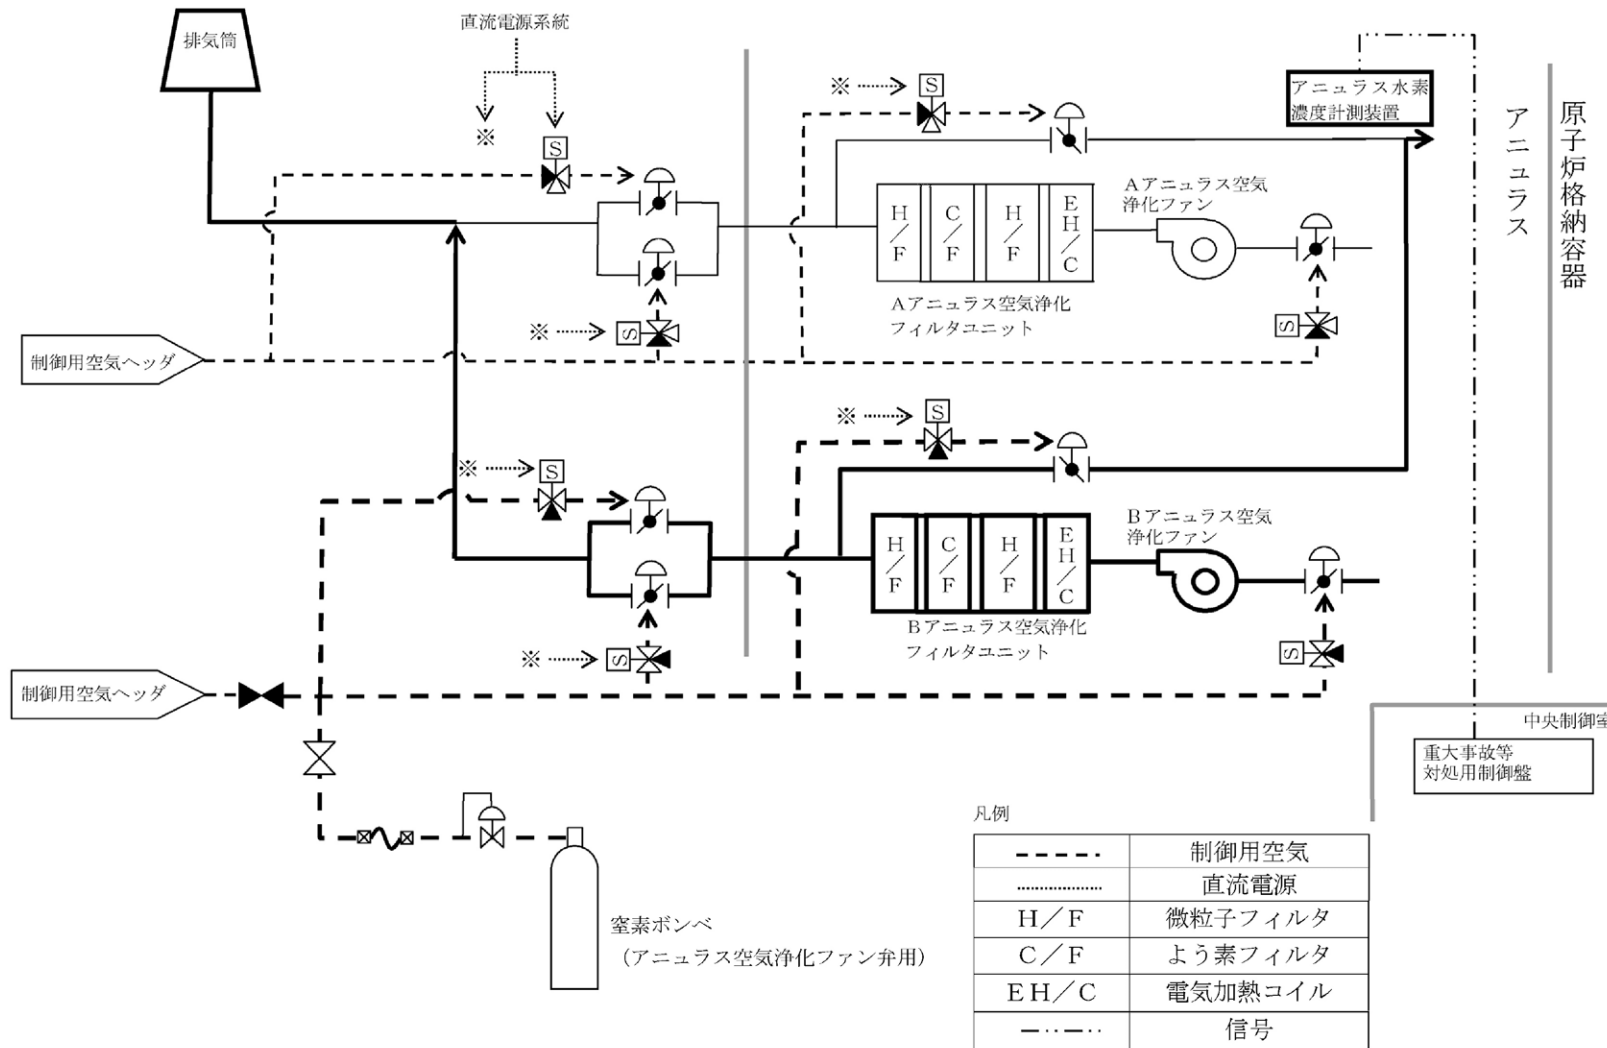 排気筒
直流電源系統
※
S
※
S
アニュラス水素
濃度計測装置
アニュラス
原子炉格納容器
H/F
C/F
H/F
EH/C
Aアニュラス空気
浄化ファン
Aアニュラス空気浄化
フィルタユニット
※
S
S
制御用空気ヘッダ
※
S
※
S
H/F
C/F
H/F
EH/C
Bアニュラス空気
浄化ファン
Bアニュラス空気浄化
フィルタユニット
※
S
S
制御用空気ヘッダ
中央制御室
重大事故等
対処用制御盤
窒素ボンベ
(アニュラス空気浄化ファン弁用)
凡例
制御用空気
直流電源
H/F 微粒子フィルタ
C/F よう素フィルタ
EH/C 電気加熱コイル
信号